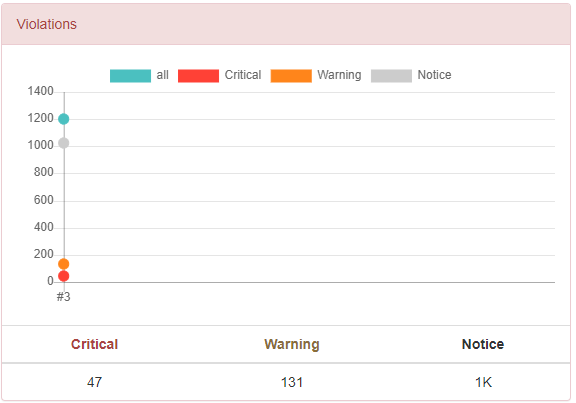 Violations
all Critical Warning Notice
1400
1200
1000
800
600
400
200
0
#3
Critical Warning Notice
47 131 1K